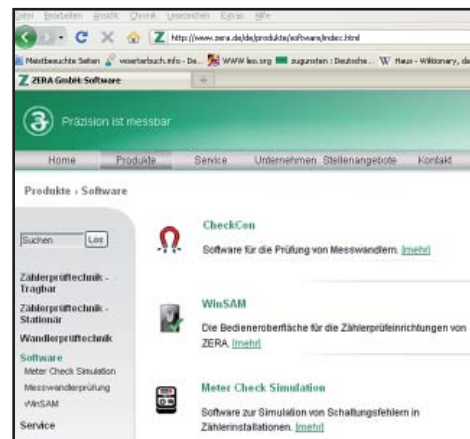 Datei Bearbeiten Ansicht Chronik Lesezeichen Extras Hilfe
http://www.zera.de/de/produkte/software/index.html
Meistbesuchte Seiten woerterbuch.info - De... WWW leo.org zugunsten : Deutsche... W Haus - Wiktionary, de
ZERA GmbH: Software
Präzision ist messbar
Home Produkte Service Unternehmen Stellenangebote Kontakt
Produkte › Software
Suchen Los
Zählerprüftechnik -
Tragbar
Zählerprüftechnik -
Stationär
Wandlerprüftechnik
Software
Meter Check Simulation
Messwandlerprüfung
WinSAM
Service
CheckCon
Software für die Prüfung von Messwandlern. [mehr]
WinSAM
Die Bedieneroberfläche für die Zählerprüfeinrichtungen von
ZERA. [mehr]
Meter Check Simulation
Software zur Simulation von Schaltungsfehlern in
Zählerinstallationen. [mehr]